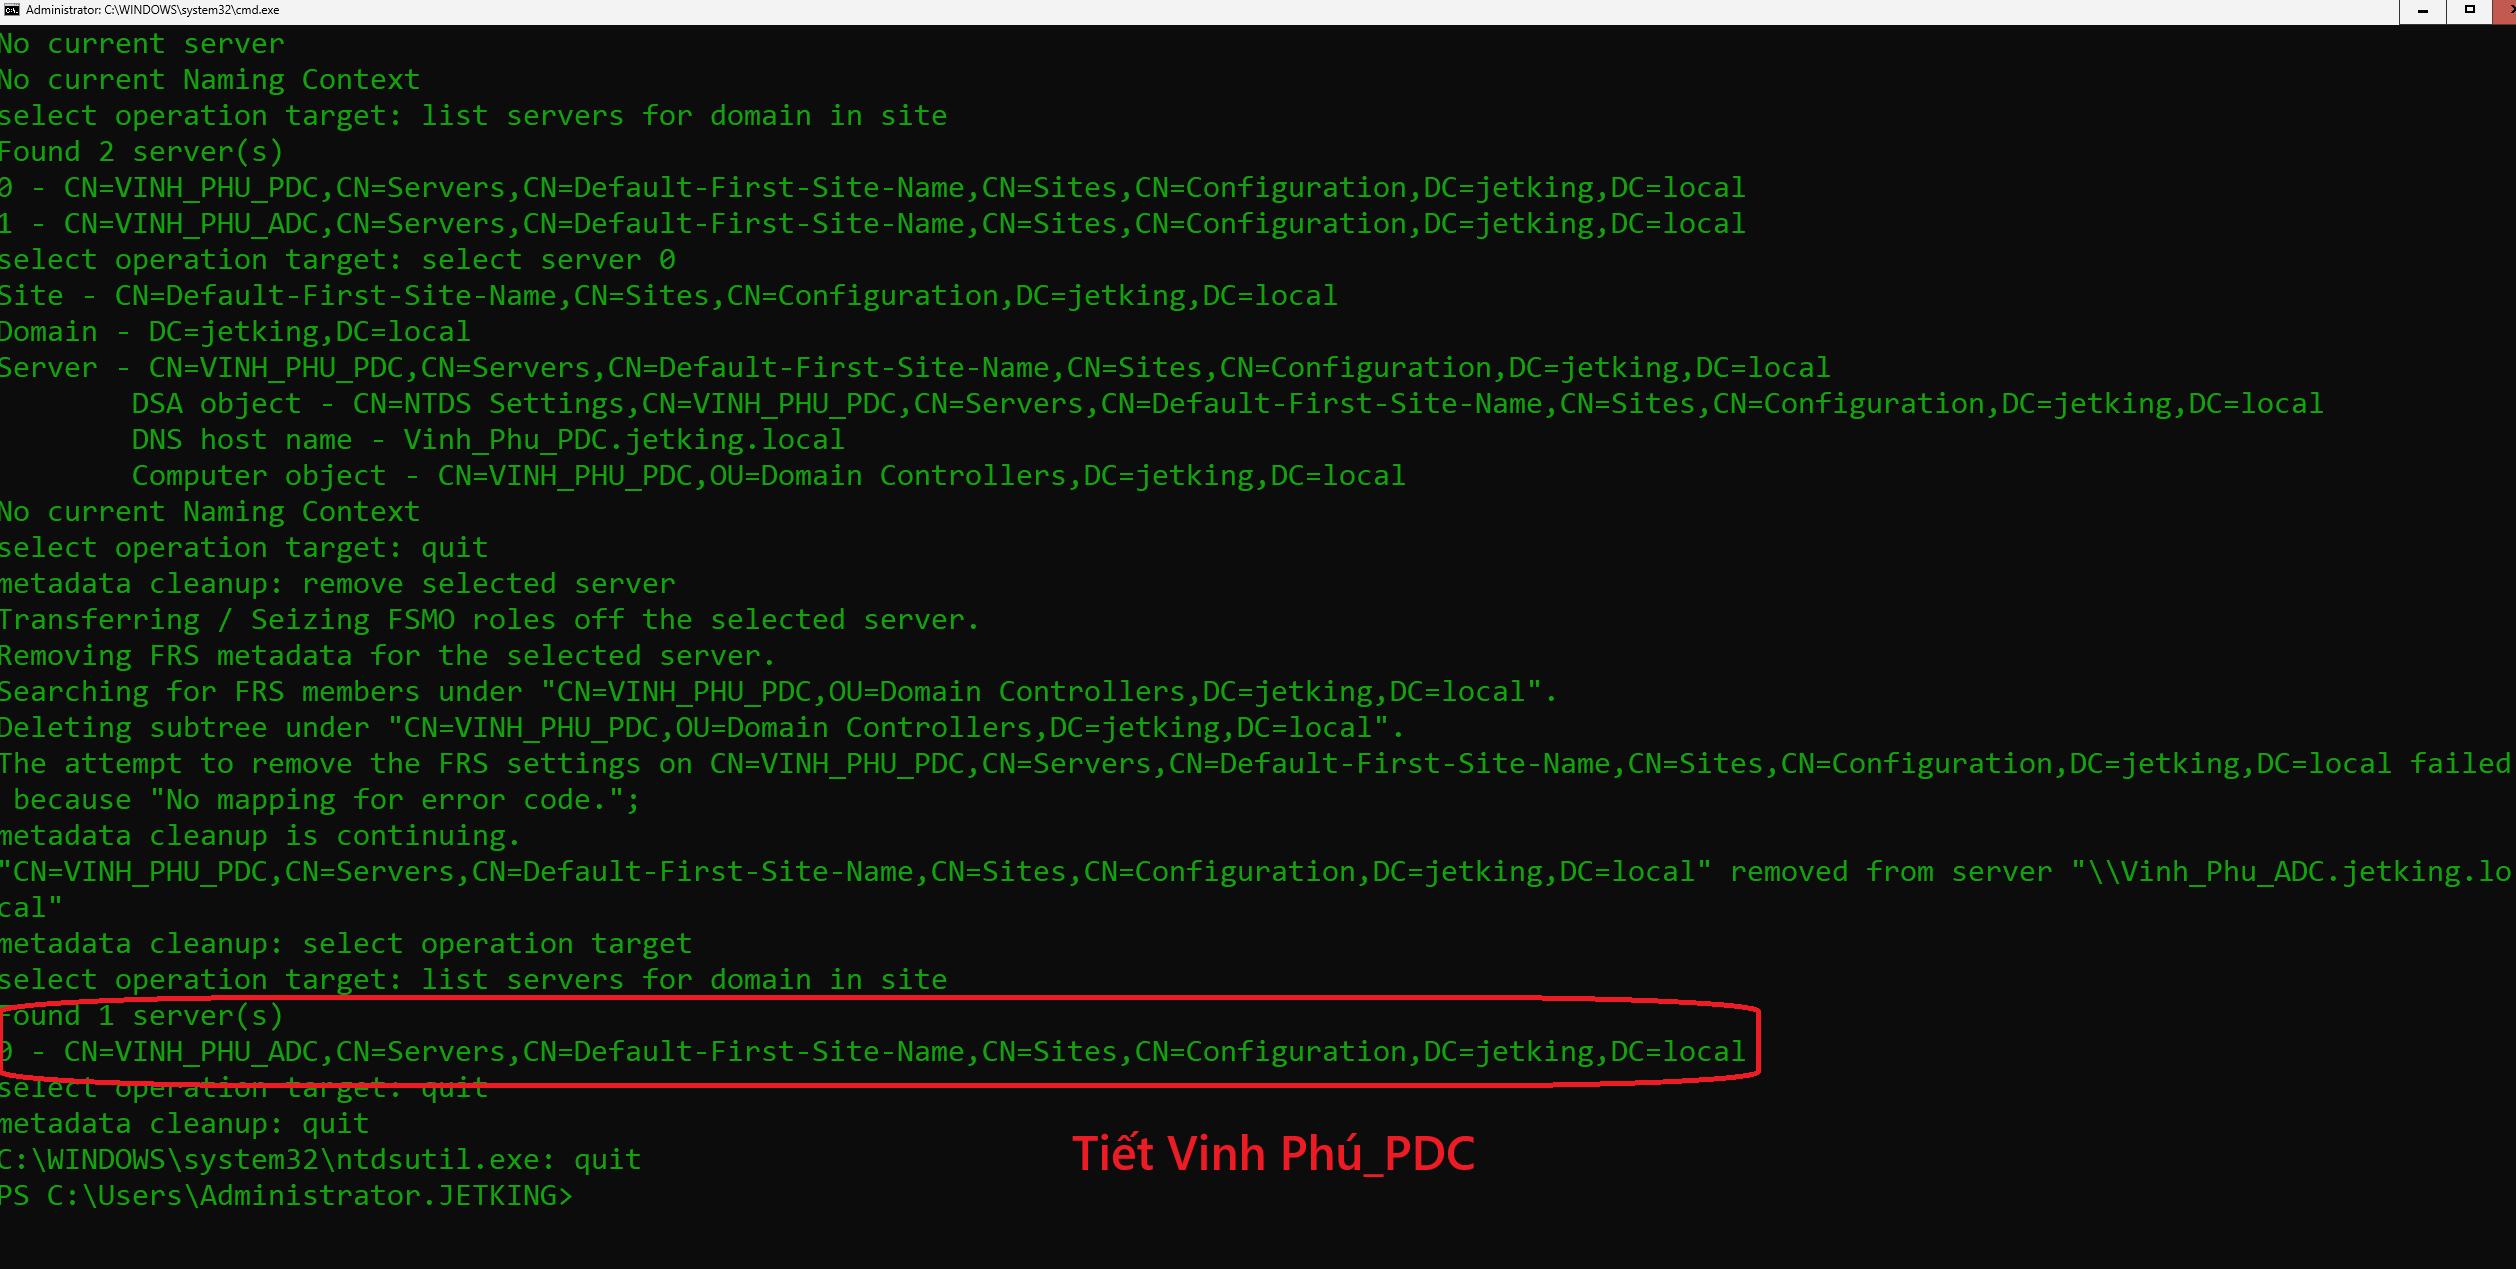 Administrator: C:\WINDOWS\system32\cmd.exe
No current server
No current Naming Context
select operation target: list servers for domain in site
Found 2 server(s)
0 - CN=VINH_PHU_PDC,CN=Servers,CN=Default-First-Site-Name,CN=Sites,CN=Configuration,DC=jetking,DC=local
1 - CN=VINH_PHU_ADC,CN=Servers,CN=Default-First-Site-Name,CN=Sites,CN=Configuration,DC=jetking,DC=local
select operation target: select server 0
Site - CN=Default-First-Site-Name,CN=Sites,CN=Configuration,DC=jetking,DC=local
Domain - DC=jetking,DC=local
Server - CN=VINH_PHU_PDC,CN=Servers,CN=Default-First-Site-Name,CN=Sites,CN=Configuration,DC=jetking,DC=local
DSA object - CN=NTDS Settings,CN=VINH_PHU_PDC,CN=Servers,CN=Default-First-Site-Name,CN=Sites,CN=Configuration,DC=jetking,DC=local
DNS host name - Vinh_Phu_PDC.jetking.local
Computer object - CN=VINH_PHU_PDC,OU=Domain Controllers,DC=jetking,DC=local
No current Naming Context
select operation target: quit
metadata cleanup: remove selected server
Transferring / Seizing FSMO roles off the selected server.
Removing FRS metadata for the selected server.
Searching for FRS members under "CN=VINH_PHU_PDC,OU=Domain Controllers,DC=jetking,DC=local".
Deleting subtree under "CN=VINH_PHU_PDC,OU=Domain Controllers,DC=jetking,DC=local".
The attempt to remove the FRS settings on CN=VINH_PHU_PDC,CN=Servers,CN=Default-First-Site-Name,CN=Sites,CN=Configuration,DC=jetking,DC=local failed
because "No mapping for error code.";
metadata cleanup is continuing.
"CN=VINH_PHU_PDC,CN=Servers,CN=Default-First-Site-Name,CN=Sites,CN=Configuration,DC=jetking,DC=local" removed from server "\\Vinh_Phu_ADC.jetking.lo
cal"
metadata cleanup: select operation target
select operation target: list servers for domain in site
Found 1 server(s)
0 - CN=VINH_PHU_ADC,CN=Servers,CN=Default-First-Site-Name,CN=Sites,CN=Configuration,DC=jetking,DC=local
select operation target: quit
metadata cleanup: quit
Tiết Vinh Phú_PDC
C:\WINDOWS\system32\ntdsutil.exe: quit
PS C:\Users\Administrator.JETKING>